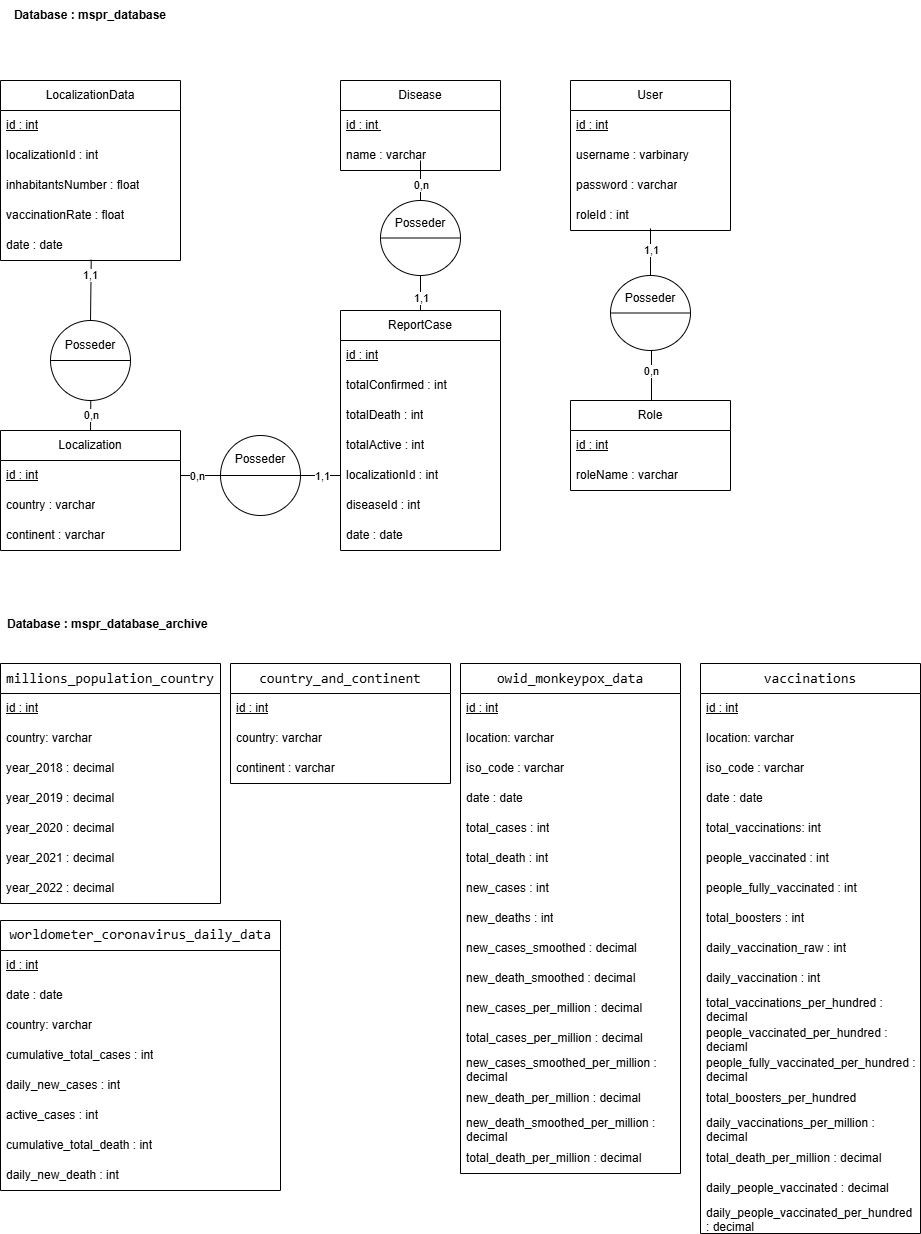 Database : mspr_database
LocalizationData
id : int
localizationId : int
inhabitantsNumber : float
vaccinationRate : float
date : date
1,1
Posseder
0,n
Localization
id : int
country : varchar
continent : varchar
0,n
Posseder
1,1
Disease
id : int
name : varchar
0,n
Posseder
1,1
ReportCase
id : int
totalConfirmed : int
totalDeath : int
totalActive : int
localizationId : int
diseaseId : int
date : date
User
id : int
username : varbinary
password : varchar
roleId : int
1,1
Posseder
0,n
Role
id : int
roleName : varchar
Database : mspr_database_archive
millions_population_country
id : int
country: varchar
year_2018 : decimal
year_2019 : decimal
year_2020 : decimal
year_2021 : decimal
year_2022 : decimal
country_and_continent
id : int
country: varchar
continent : varchar
owid_monkeypox_data
id : int
location: varchar
iso_code : varchar
date : date
total_cases : int
total_death : int
new_cases : int
new_deaths : int
new_cases_smoothed : decimal
new_death_smoothed : decimal
new_cases_per_million : decimal
total_cases_per_million : decimal
new_cases_smoothed_per_million :
decimal
new_death_per_million : decimal
new_death_smoothed_per_million :
decimal
total_death_per_million : decimal
vaccinations
id : int
location: varchar
iso_code : varchar
date : date
total_vaccinations: int
people_vaccinated : int
people_fully_vaccinated : int
total_boosters : int
daily_vaccination_raw : int
daily_vaccination : int
total_vaccinations_per_hundred :
decimal
people_vaccinated_per_hundred :
deciaml
people_fully_vaccinated_per_hundred :
decimal
total_boosters_per_hundred
daily_vaccinations_per_million :
decimal
total_death_per_million : decimal
daily_people_vaccinated : decimal
daily_people_vaccinated_per_hundred
: decimal
worldometer_coronavirus_daily_data
id : int
date : date
country: varchar
cumulative_total_cases : int
daily_new_cases : int
active_cases : int
cumulative_total_death : int
daily_new_death : int